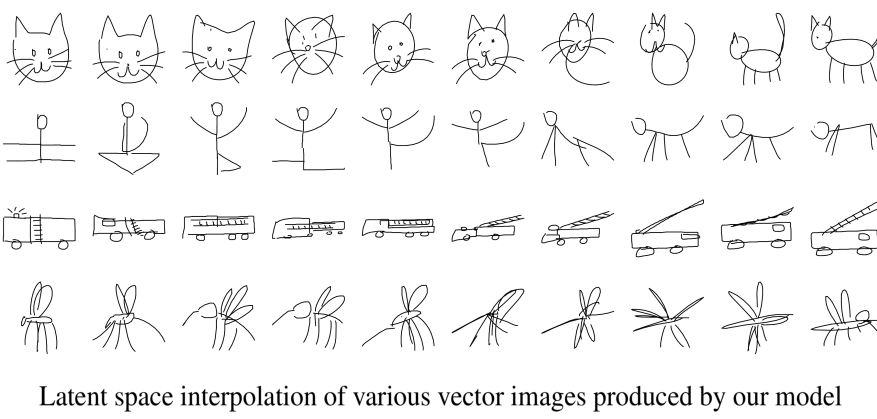 Latent space interpolation of various vector images produced by our model